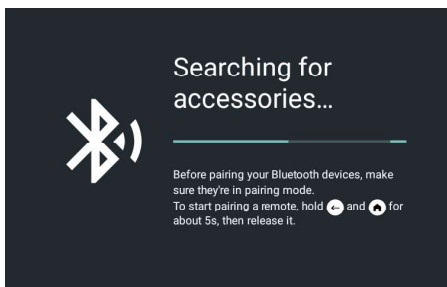 Searching for
accessories...
Before pairing your Bluetooth devices, make
sure they're in pairing mode.
To start pairing a remote, hold and for
about 5s, then release it.